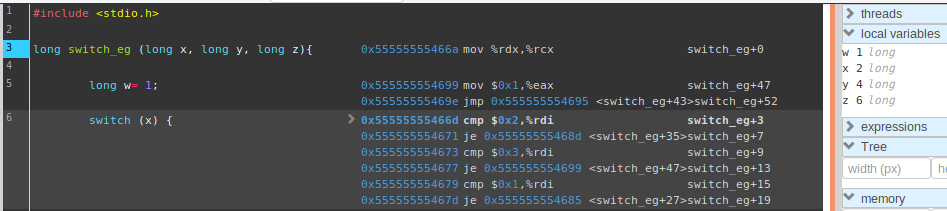 1 #include <stdio.h>
2
3 long switch_eg (long x, long y, long z){ 0x55555555466a mov %rdx,%rcx switch_eg+0
4
5 long w= 1; 0x555555554699 mov $0x1,%eax switch_eg+47
0x55555555469e jmp 0x555555554695 <switch_eg+43>switch_eg+52
6 switch (x) { 0x55555555466d cmp $0x2,%rdi switch_eg+3
0x555555554671 je 0x55555555468d <switch_eg+35>switch_eg+7
0x555555554673 cmp $0x3,%rdi switch_eg+9
0x555555554677 je 0x555555554699 <switch_eg+47>switch_eg+13
0x555555554679 cmp $0x1,%rdi switch_eg+15
0x55555555467d je 0x555555554685 <switch_eg+27>switch_eg+19
threads
local variables
w 1 long
x 2 long
y 4 long
z 6 long
expressions
Tree
width (px)
memory